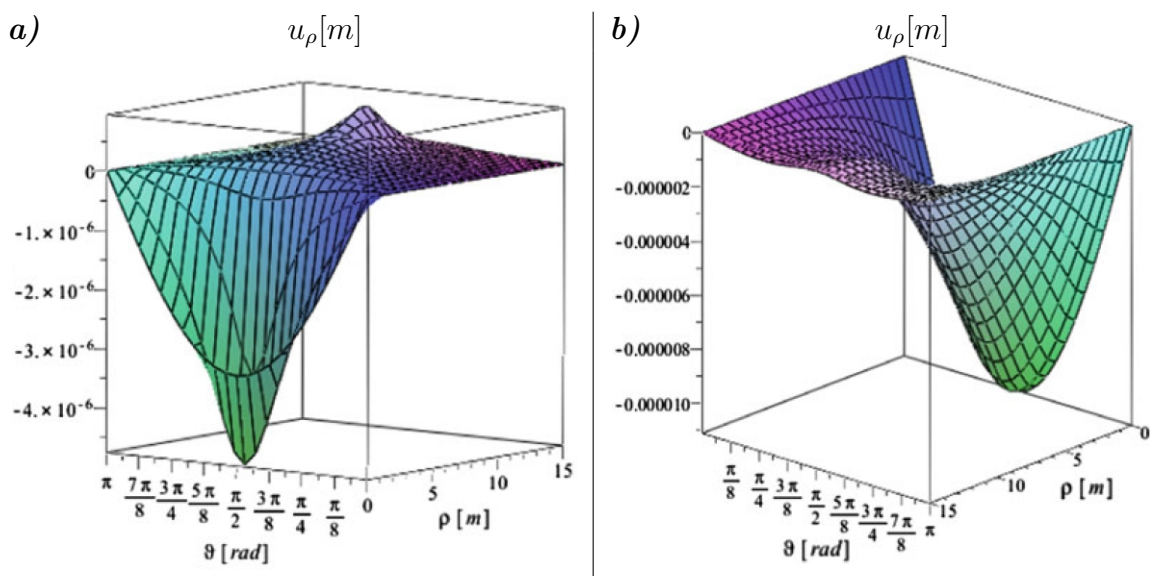 a)
u_ρ[m]
0
-1.×10⁻⁶
-2.×10⁻⁶
-3.×10⁻⁶
-4.×10⁻⁶
π 7π/8 3π/4 5π/8 π/2 3π/8 π/4 π/8 0
ϑ [rad]
5 10 15
ρ [m]
b)
u_ρ[m]
0
-0.000002
-0.000004
-0.000006
-0.000008
-0.000010
π/8 π/4 3π/8 π/2 5π/8 3π/4 7π/8 π
ϑ [rad]
15 10 5 0
ρ [m]